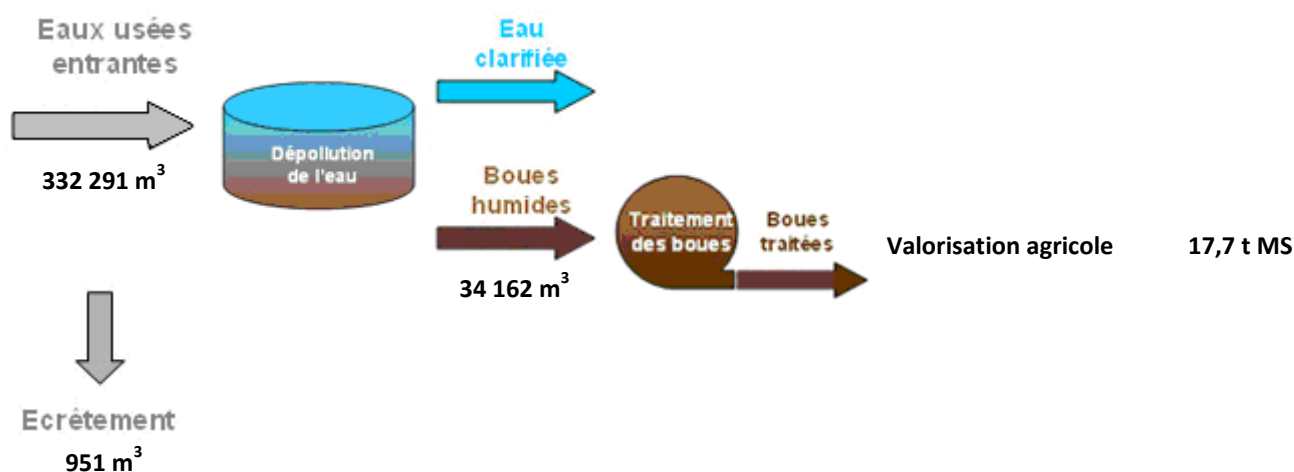 Eaux usées
entrantes
332 291 m³
Eau
clarifiée
Dépollution
de l'eau
Boues
humides
34 162 m³
Traitement
des boues
Boues
traitées
Valorisation agricole
17,7 t MS
Ecrêtement
951 m³